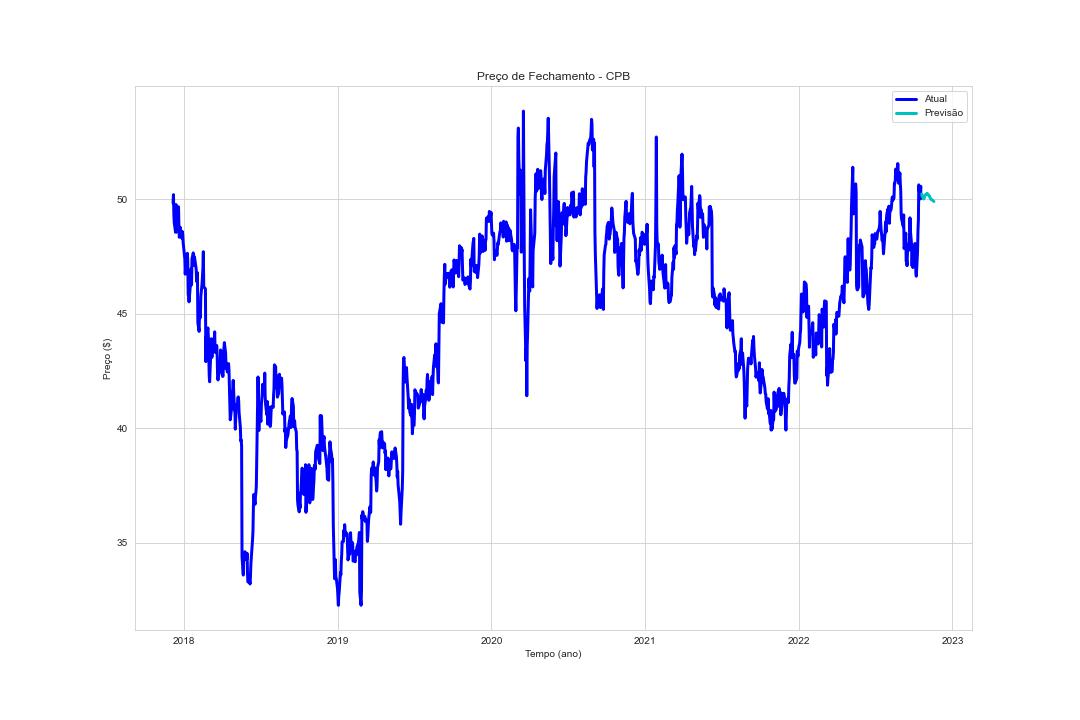 Preço de Fechamento - CPB
Atual
Previsão
50
45
40
35
Preço ($)
2018
2019
2020
2021
2022
2023
Tempo (ano)